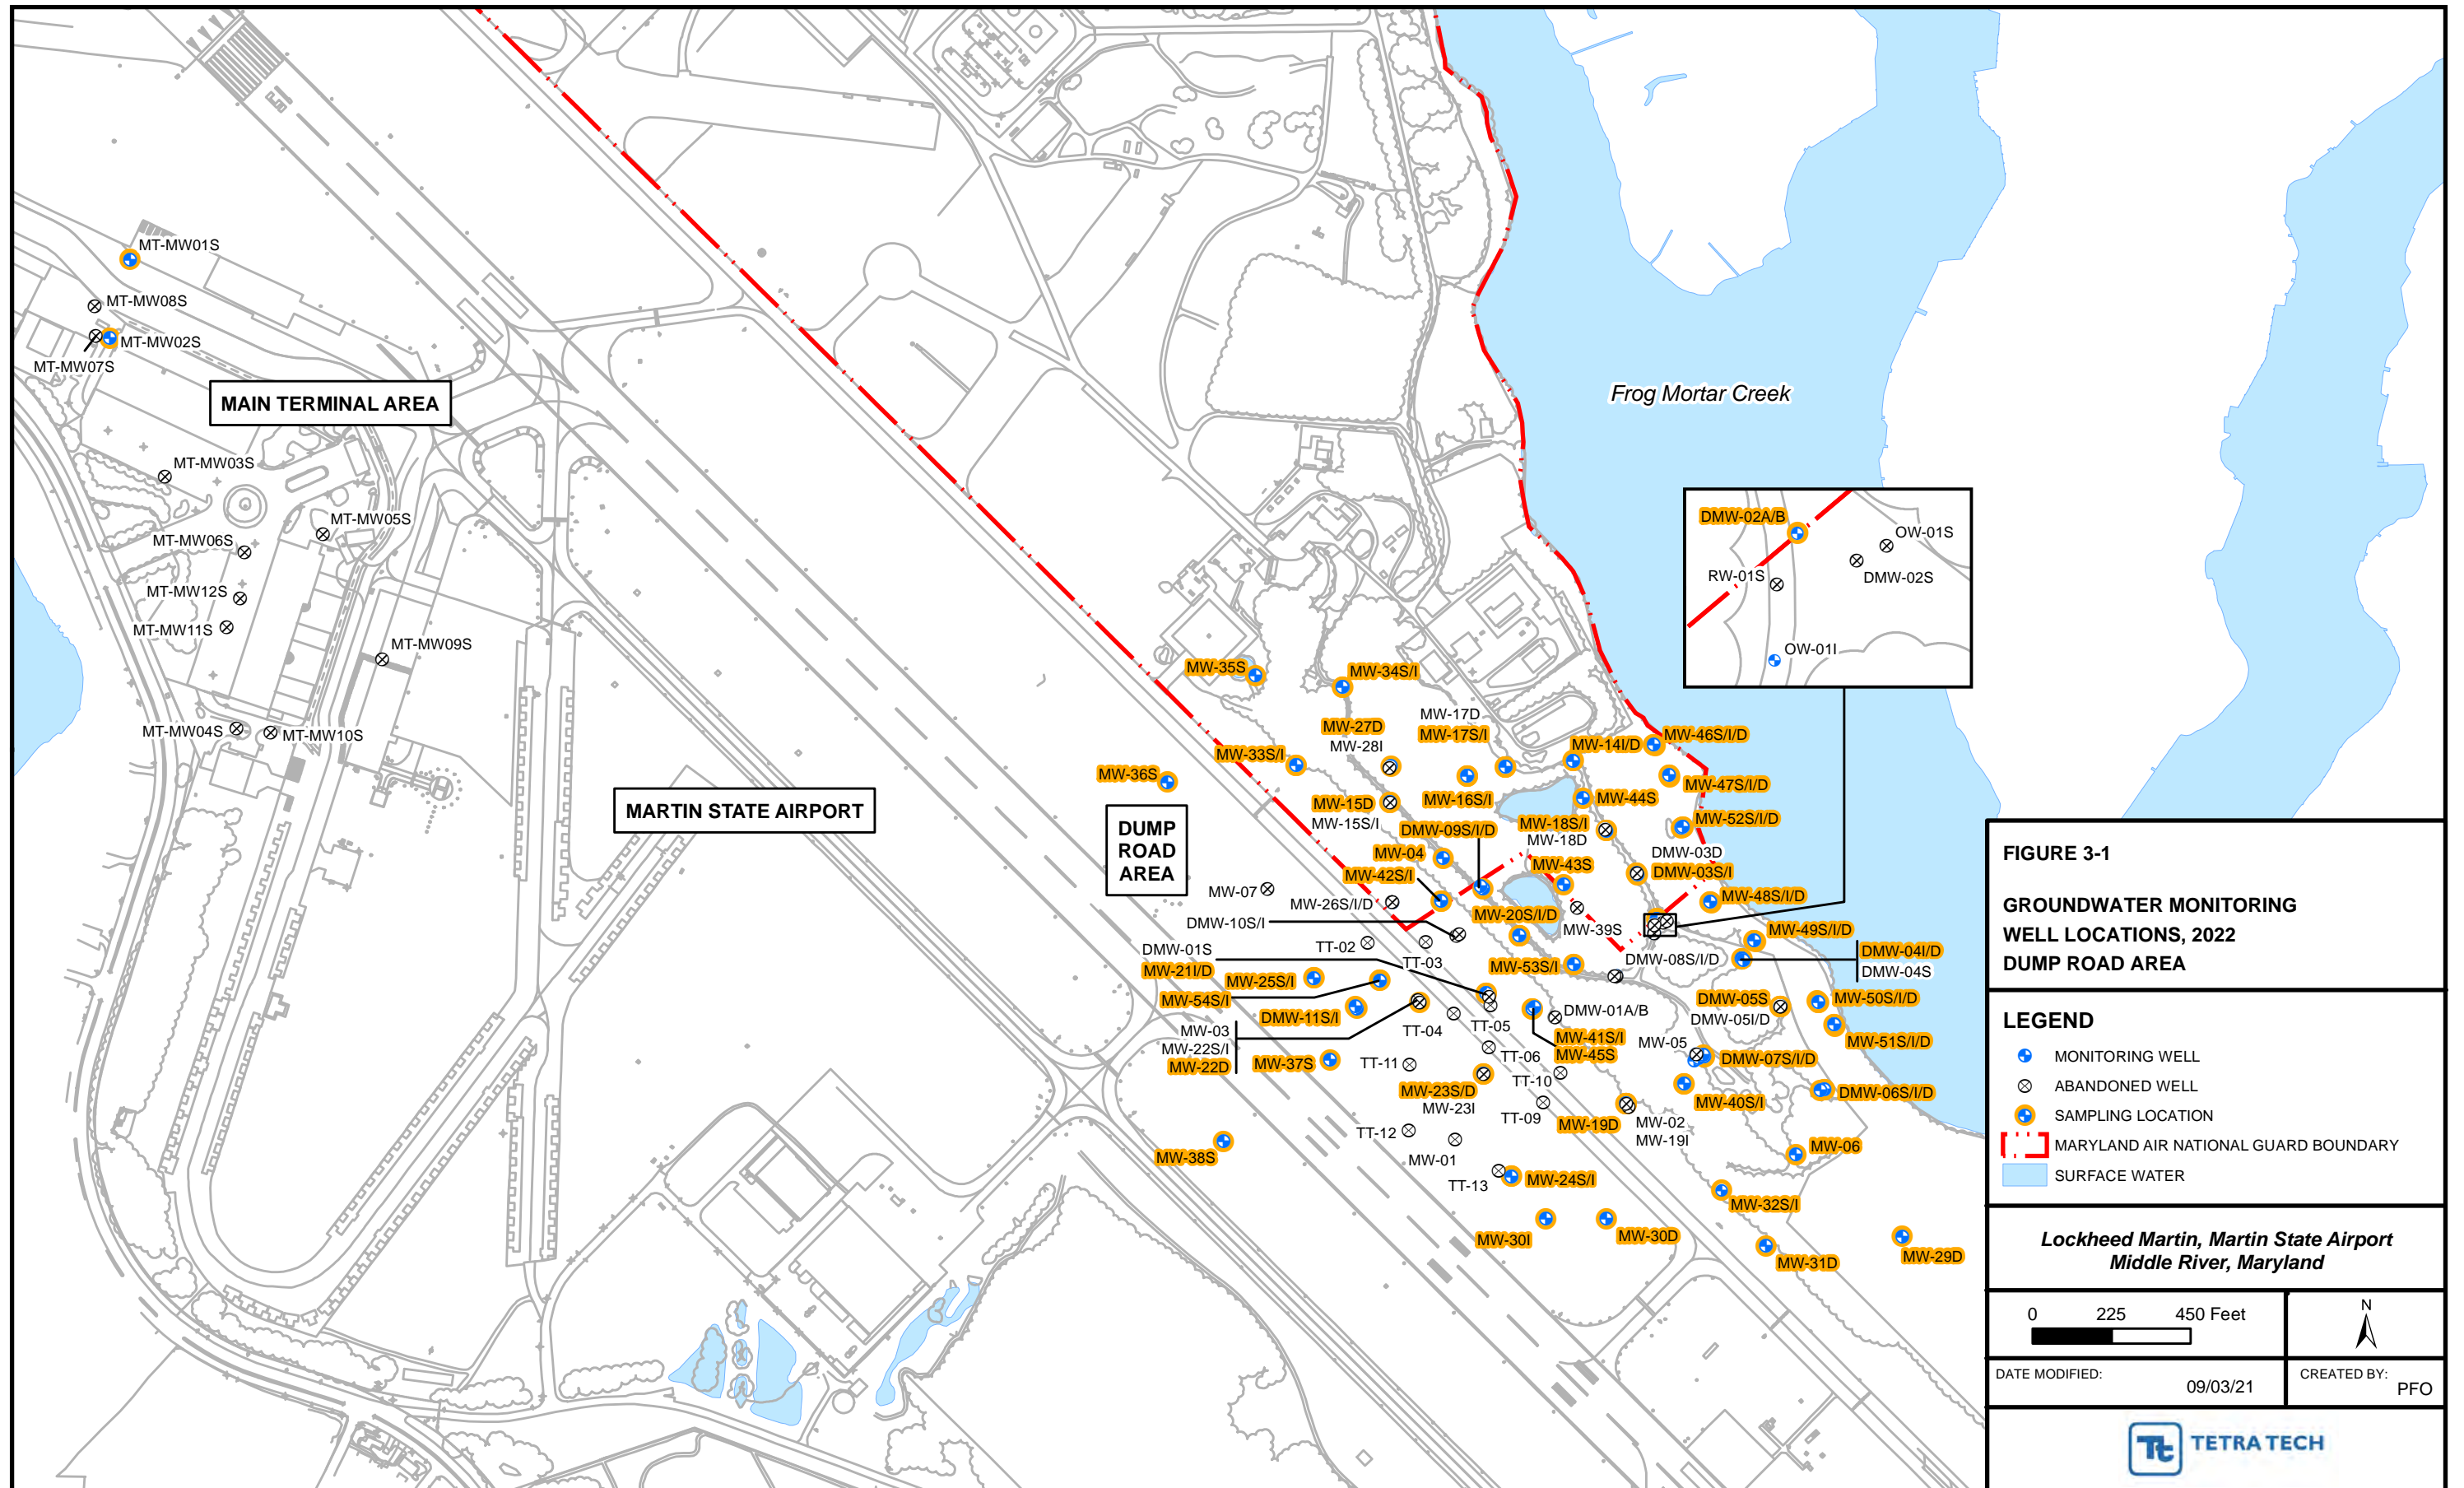 MT-MW01S
MT-MW08S
MT-MW02S
MT-MW07S
MAIN TERMINAL AREA
MT-MW03S
MT-MW05S
MT-MW06S
MT-MW12S
MT-MW11S
MT-MW09S
MT-MW04S
MT-MW10S
MARTIN STATE AIRPORT
Frog Mortar Creek
DMW-02A/B
OW-01S
RW-01S
DMW-02S
OW-01I
MW-35S
MW-34S/I
MW-27D
MW-28I
MW-17D
MW-17S/I
MW-33S/I
MW-14I/D
MW-46S/I/D
MW-36S
MW-47S/I/D
MW-15D
MW-15S/I
MW-16S/I
MW-44S
DUMP
ROAD
AREA
DMW-09S/I/D
MW-18S/I
MW-18D
MW-52S/I/D
MW-04
MW-43S
DMW-03D
DMW-03S/I
MW-42S/I
MW-07
MW-26S/I/D
MW-48S/I/D
DMW-10S/I
MW-20S/I/D
MW-39S
MW-49S/I/D
DMW-01S
MW-21I/D
TT-02
TT-03
MW-53S/I
DMW-08S/I/D
DMW-04I/D
DMW-04S
MW-25S/I
MW-54S/I
DMW-11S/I
TT-04
TT-05
DMW-01A/B
DMW-05S
DMW-05I/D
MW-50S/I/D
MW-03
MW-22S/I
MW-22D
MW-41S/I
MW-45S
MW-05
MW-51S/I/D
MW-37S
TT-11
TT-06
DMW-07S/I/D
MW-23S/D
MW-23I
TT-10
TT-09
MW-40S/I
DMW-06S/I/D
MW-19D
MW-02
MW-19I
TT-12
MW-01
MW-38S
MW-06
TT-13
MW-24S/I
MW-32S/I
MW-30I
MW-30D
MW-31D
MW-29D
FIGURE 3-1
GROUNDWATER MONITORING
WELL LOCATIONS, 2022
DUMP ROAD AREA
LEGEND
MONITORING WELL
ABANDONED WELL
SAMPLING LOCATION
MARYLAND AIR NATIONAL GUARD BOUNDARY
SURFACE WATER
Lockheed Martin, Martin State Airport
Middle River, Maryland
0 225 450 Feet
N
DATE MODIFIED: 09/03/21
CREATED BY: PFO
Tt TETRA TECH